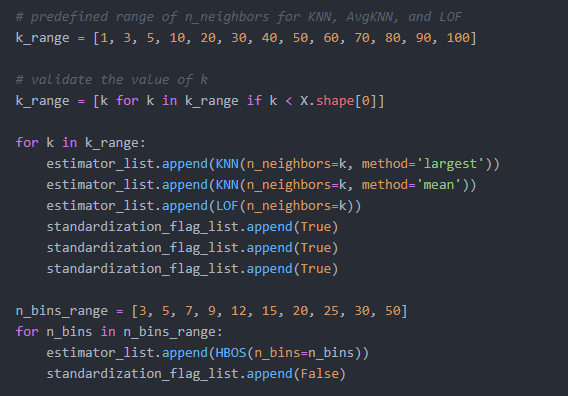 # predefined range of n_neighbors for KNN, AvgKNN, and LOF
k_range = [1, 3, 5, 10, 20, 30, 40, 50, 60, 70, 80, 90, 100]

# validate the value of k
k_range = [k for k in k_range if k < X.shape[0]]

for k in k_range:
    estimator_list.append(KNN(n_neighbors=k, method='largest'))
    estimator_list.append(KNN(n_neighbors=k, method='mean'))
    estimator_list.append(LOF(n_neighbors=k))
    standardization_flag_list.append(True)
    standardization_flag_list.append(True)
    standardization_flag_list.append(True)

n_bins_range = [3, 5, 7, 9, 12, 15, 20, 25, 30, 50]
for n_bins in n_bins_range:
    estimator_list.append(HBOS(n_bins=n_bins))
    standardization_flag_list.append(False)